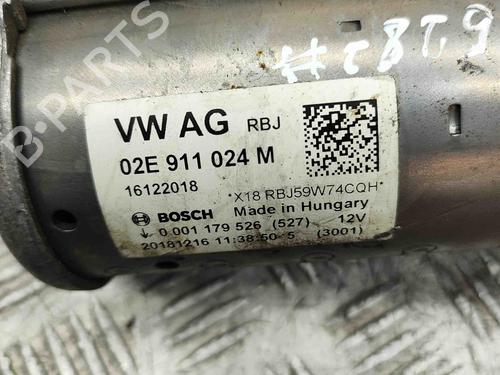 VW AG RBJ
02E 911 024 M
16122018
*X18 RBJ59W74CQH*
BOSCH Made in Hungary
0 001 179 526 (527) 12V
20181216 11:38:50 5 (3001)
B-PARTS